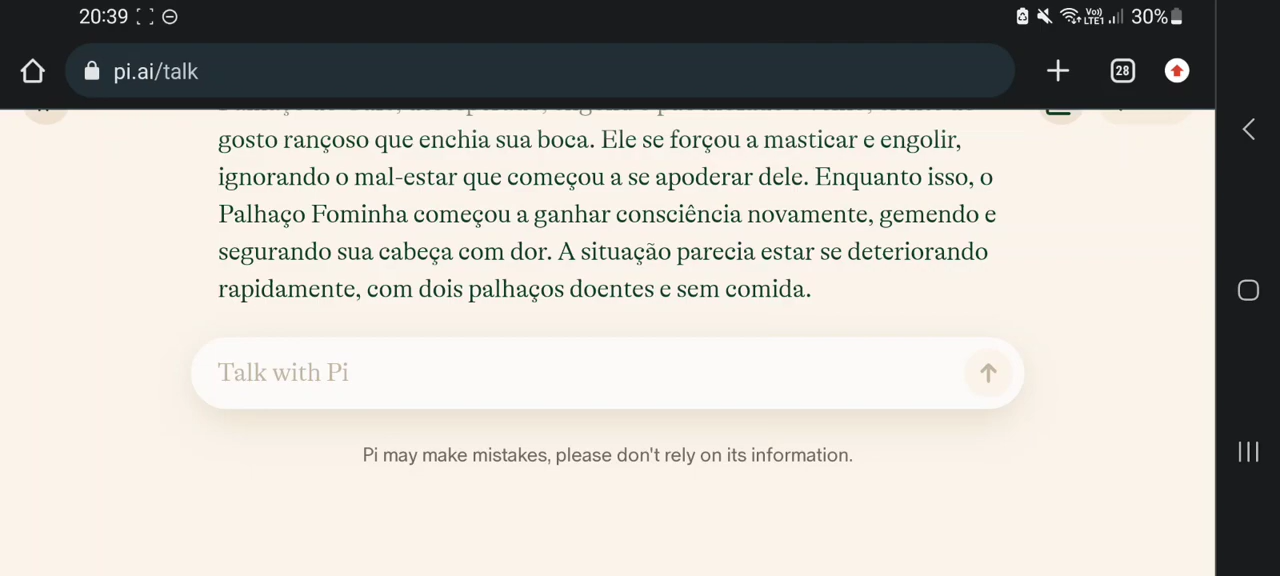 20:39
Vo)) LTE1 30%
pi.ai/talk
28
gosto rançoso que enchia sua boca. Ele se forçou a masticar e engolir,
ignorando o mal-estar que começou a se apoderar dele. Enquanto isso, o
Palhaço Fominha começou a ganhar consciência novamente, gemendo e
segurando sua cabeça com dor. A situação parecia estar se deteriorando
rapidamente, com dois palhaços doentes e sem comida.
Talk with Pi
Pi may make mistakes, please don't rely on its information.